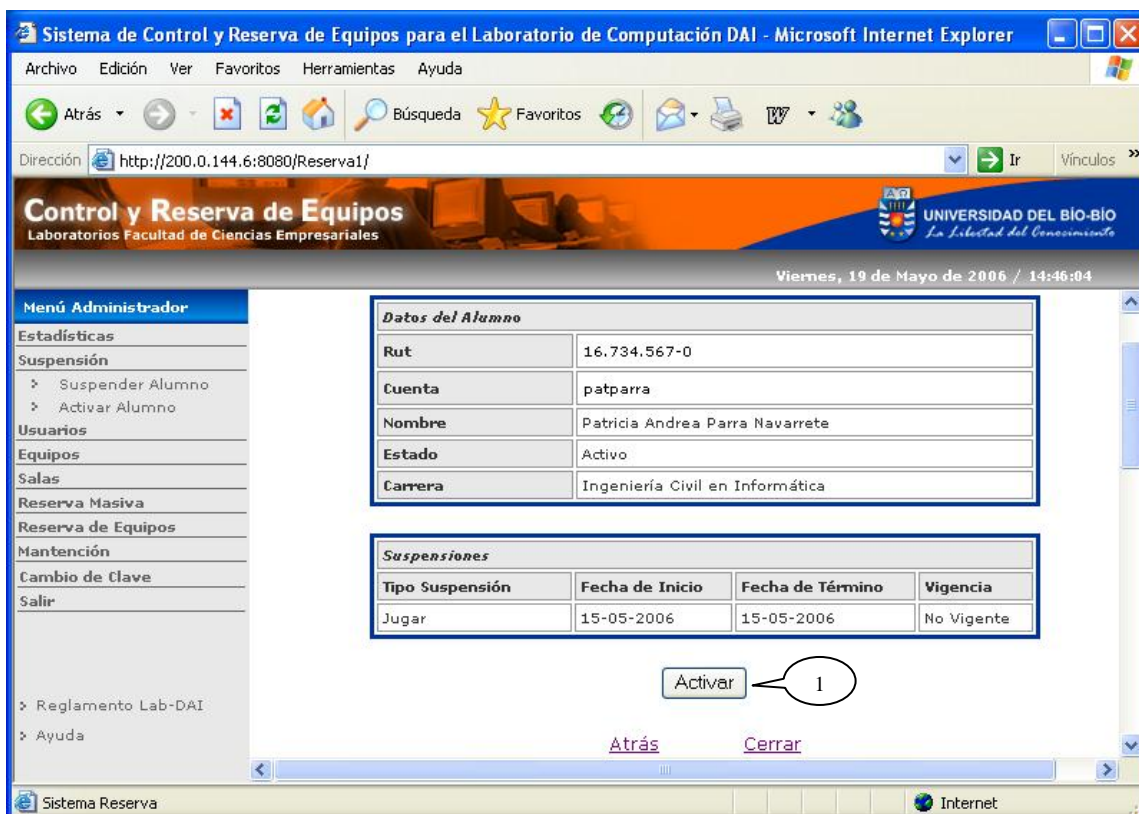 Sistema de Control y Reserva de Equipos para el Laboratorio de Computación DAI - Microsoft Internet Explorer
Archivo Edición Ver Favoritos Herramientas Ayuda
Atrás Búsqueda Favoritos
Dirección http://200.0.144.6:8080/Reserva1/ Ir Vínculos »
Control y Reserva de Equipos
Laboratorios Facultad de Ciencias Empresariales
UNIVERSIDAD DEL BÍO-BÍO
La Libertad del Conocimiento
Viernes, 19 de Mayo de 2006 / 14:46:04
Menú Administrador
Estadísticas
Suspensión
Suspender Alumno
Activar Alumno
Usuarios
Equipos
Salas
Reserva Masiva
Reserva de Equipos
Mantención
Cambio de Clave
Salir
Reglamento Lab-DAI
Ayuda
Datos del Alumno
Rut 16.734.567-0
Cuenta patparra
Nombre Patricia Andrea Parra Navarrete
Estado Activo
Carrera Ingeniería Civil en Informática
Suspensiones
Tipo Suspensión Fecha de Inicio Fecha de Término Vigencia
Jugar 15-05-2006 15-05-2006 No Vigente
Activar 1
Atrás Cerrar
Sistema Reserva Internet